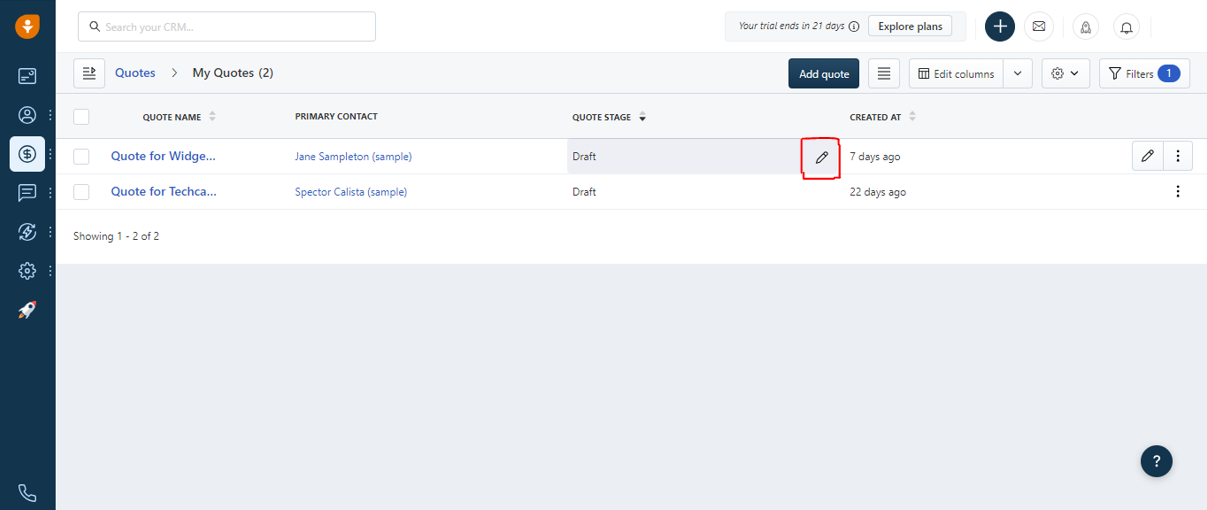 Search your CRM...
Your trial ends in 21 days
Explore plans
Quotes > My Quotes (2)
Add quote
Edit columns
Filters 1
QUOTE NAME
PRIMARY CONTACT
QUOTE STAGE
CREATED AT
Quote for Widge...
Jane Sampleton (sample)
Draft
7 days ago
Quote for Techca...
Spector Calista (sample)
Draft
22 days ago
Showing 1 - 2 of 2
?